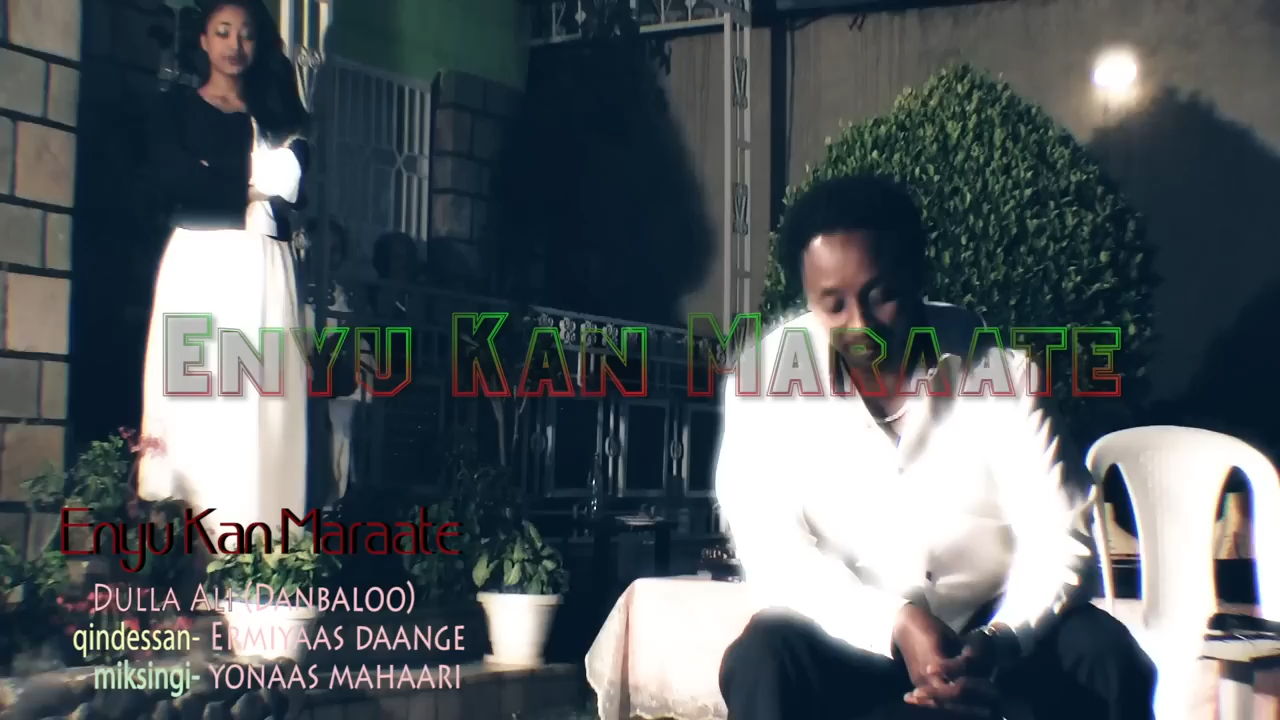 Enyu Kan Maraate
Enyu Kan Maraate
Dulla Ali (Danbaloo)
qindessan- Ermiyaas daange
miksingi- yonaas mahaari